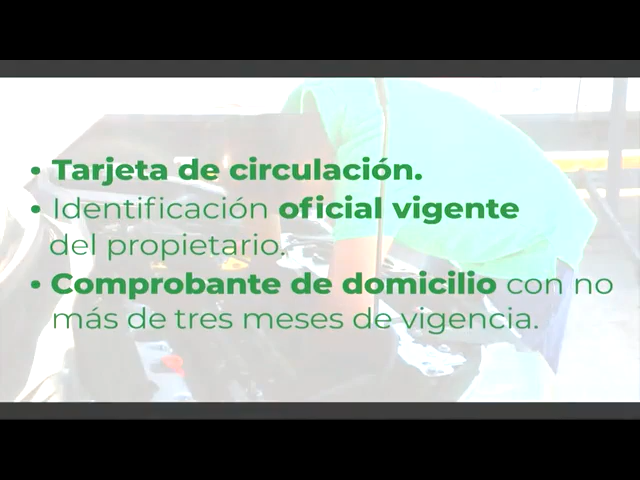 • Tarjeta de circulación.
• Identificación oficial vigente
del propietario.
• Comprobante de domicilio con no
más de tres meses de vigencia.